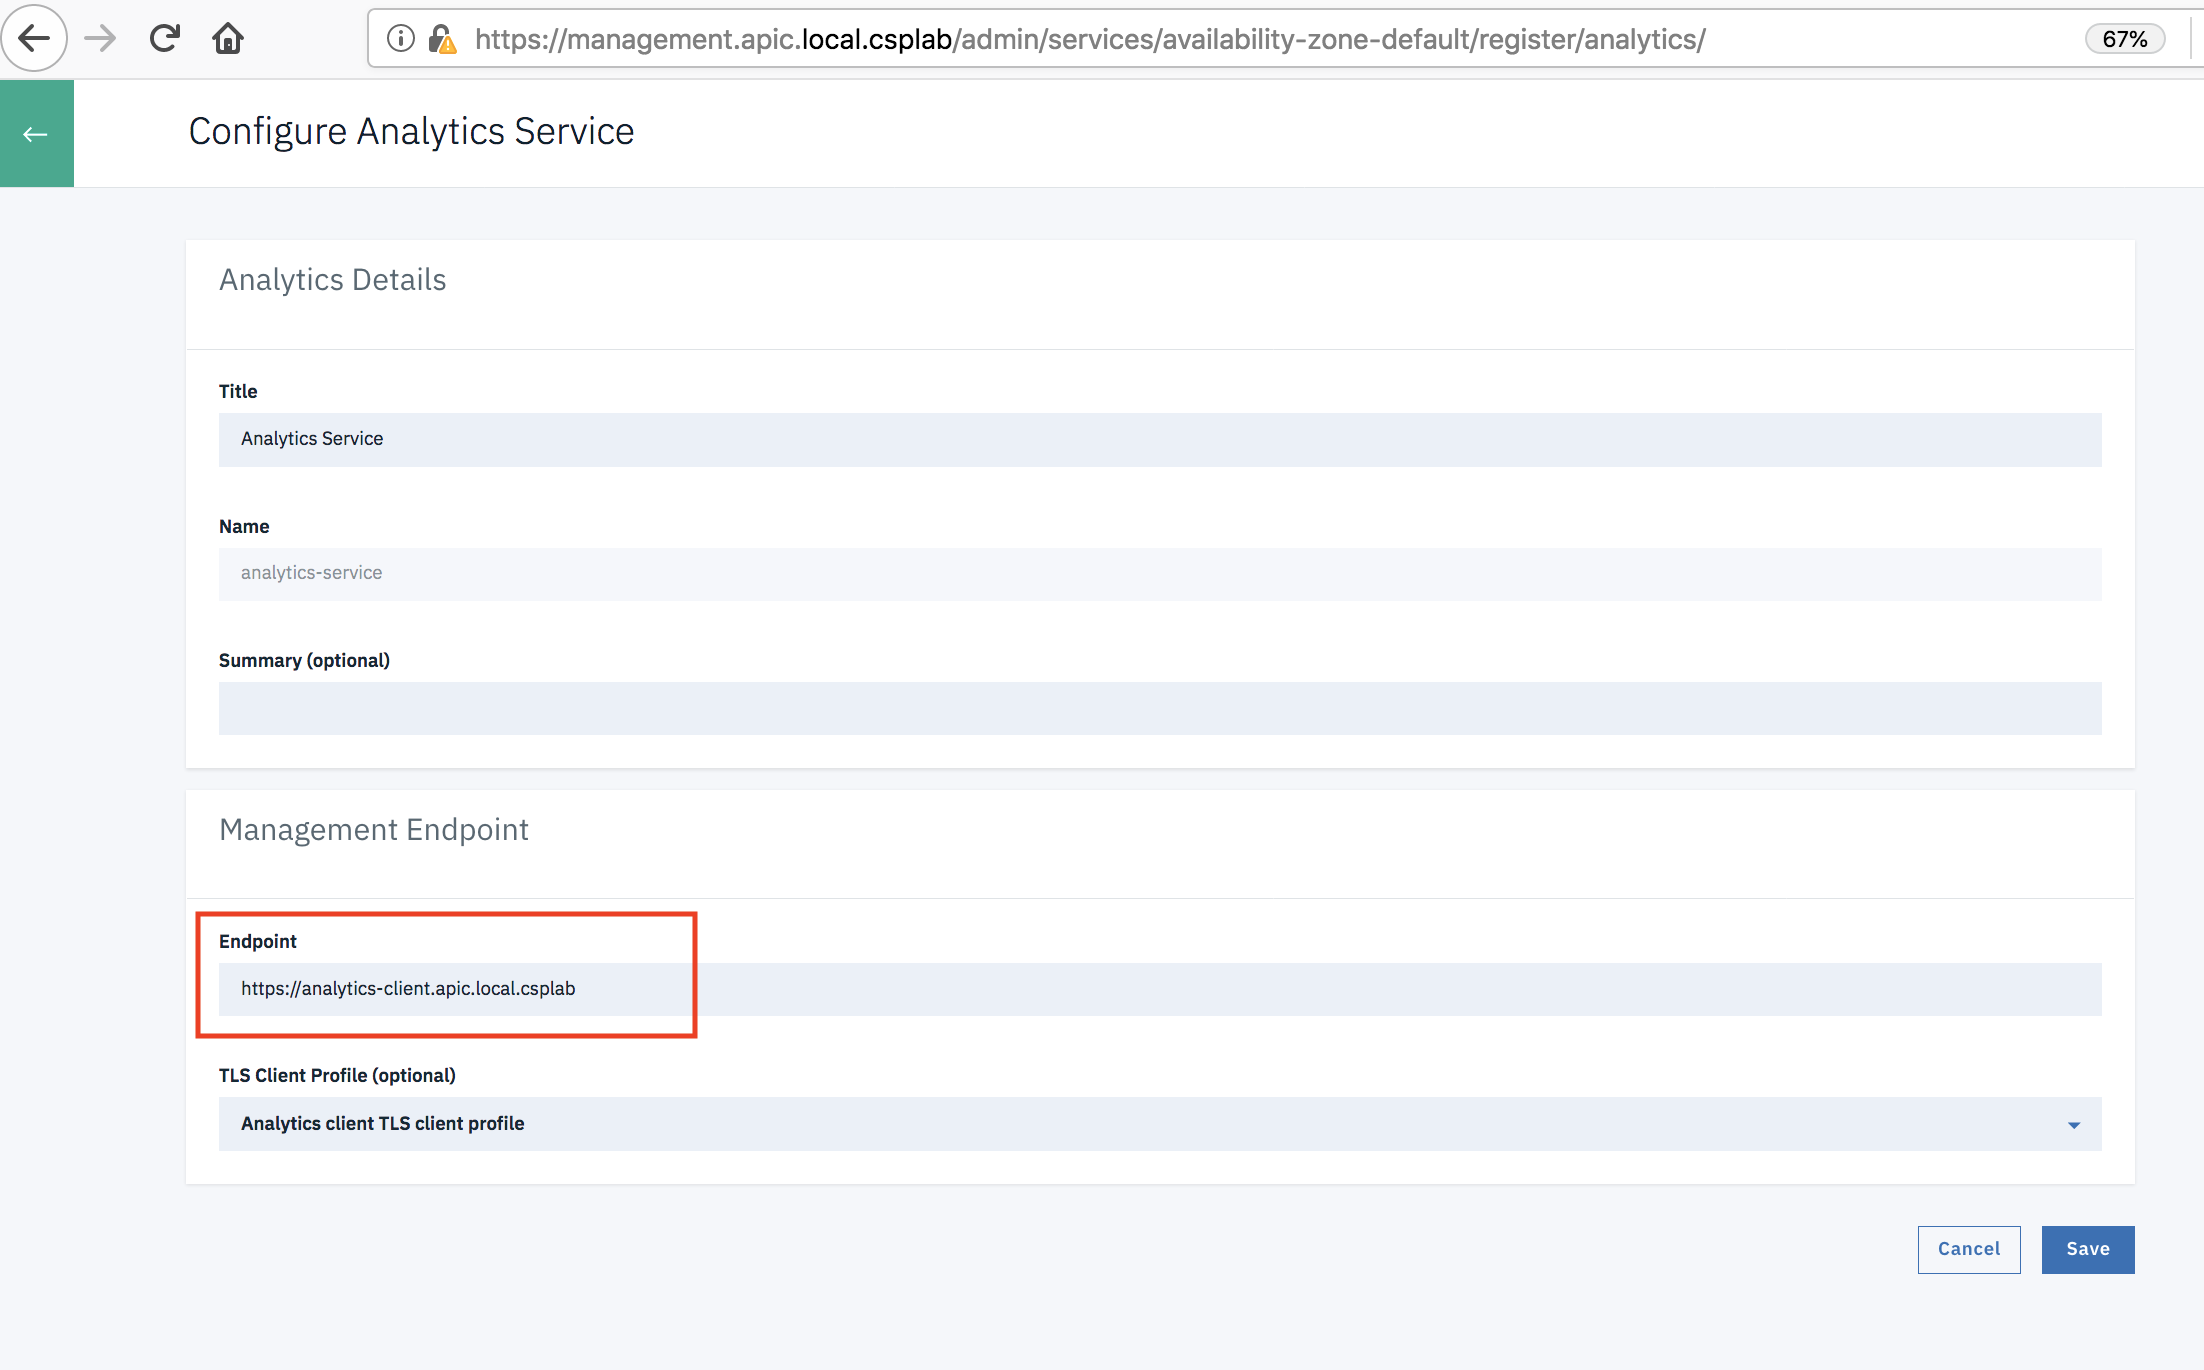 https://management.apic.local.csplab/admin/services/availability-zone-default/register/analytics/
67%
Configure Analytics Service
Analytics Details
Title
Analytics Service
Name
analytics-service
Summary (optional)
Management Endpoint
Endpoint
https://analytics-client.apic.local.csplab
TLS Client Profile (optional)
Analytics client TLS client profile
Cancel
Save